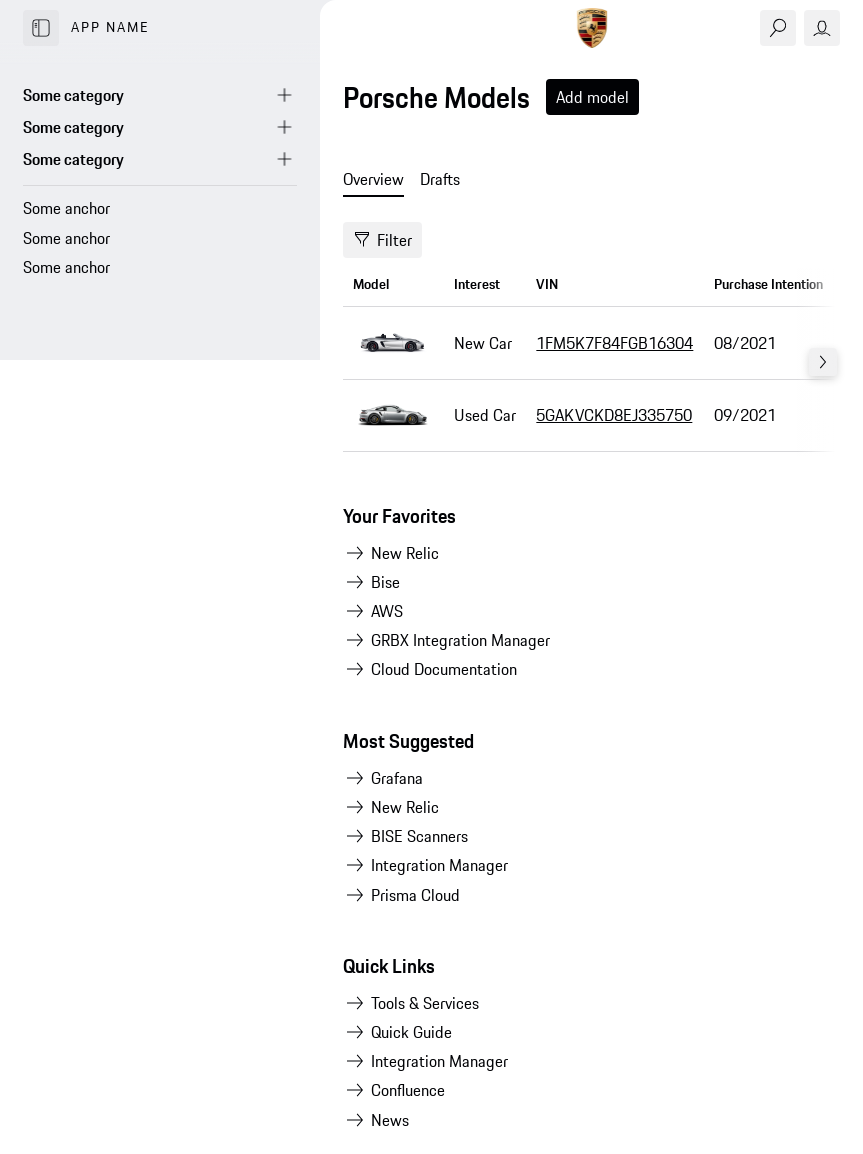 APP NAME
Some category
Some category
Some category
Some anchor
Some anchor
Some anchor
Porsche Models
Add model
Overview
Drafts
Filter
Model Interest VIN Purchase Intention
New Car 1FM5K7F84FGB16304 08/2021
Used Car 5GAKVCKD8EJ335750 09/2021
Your Favorites
New Relic
Bise
AWS
GRBX Integration Manager
Cloud Documentation
Most Suggested
Grafana
New Relic
BISE Scanners
Integration Manager
Prisma Cloud
Quick Links
Tools & Services
Quick Guide
Integration Manager
Confluence
News